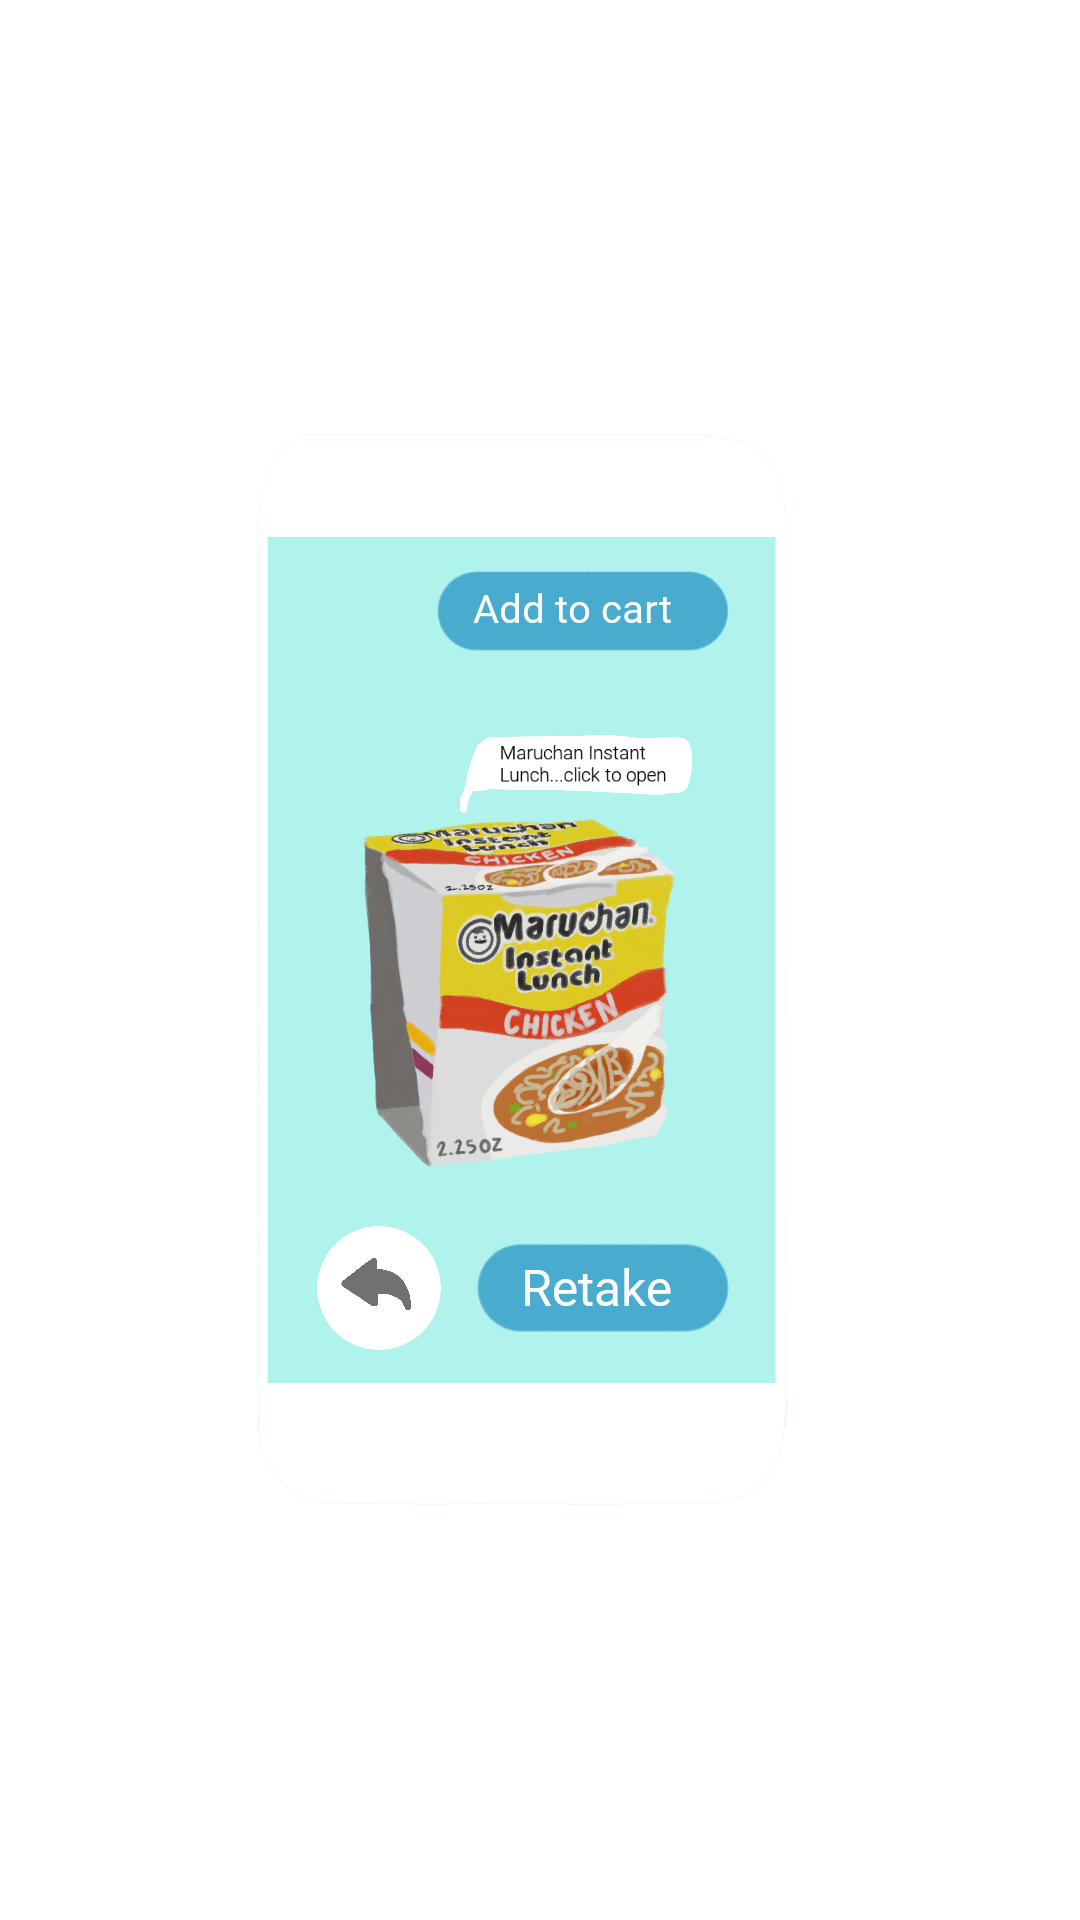 Add to cart
Maruchan Instant
Lunch...click to open
Maruchan
Instant
Lunch
CHICKEN
2.25OZ
Maruchan
Instant
Lunch
CHICKEN
2.25OZ
Retake